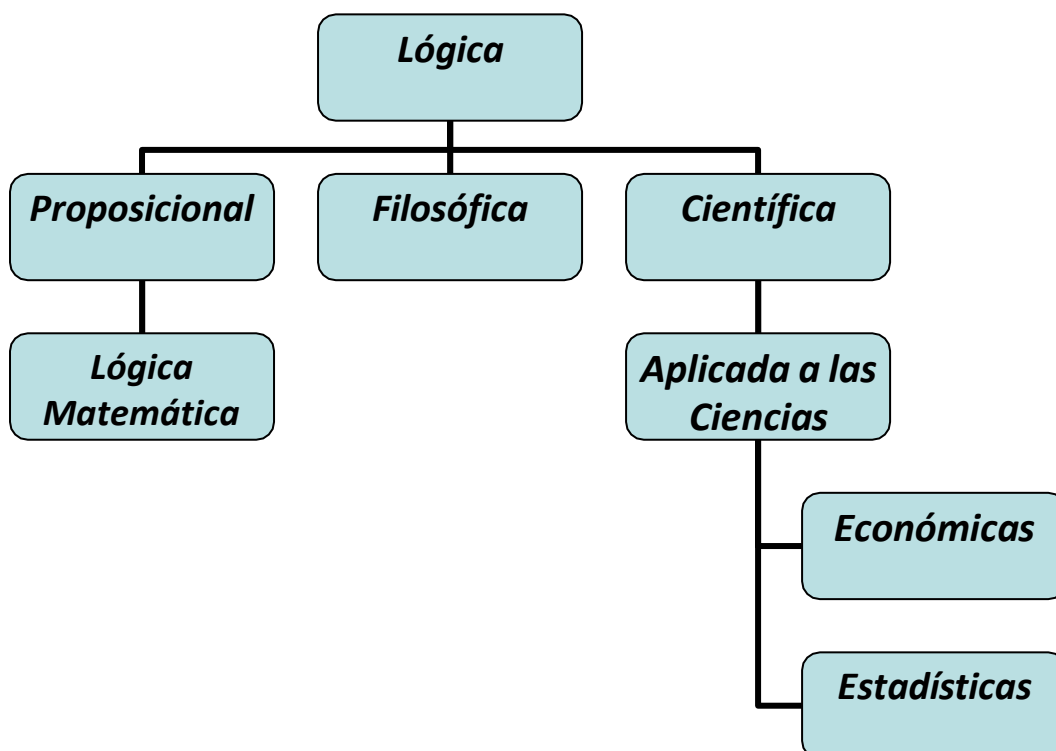 Lógica
Proposicional
Filosófica
Científica
Lógica
Matemática
Aplicada a las
Ciencias
Económicas
Estadísticas